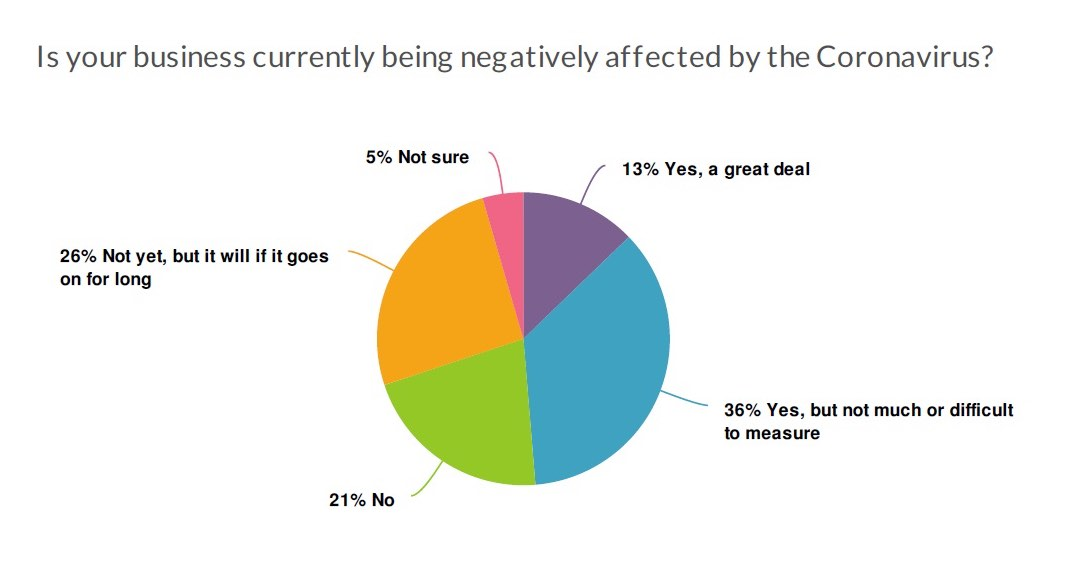 Is your business currently being negatively affected by the Coronavirus?
5% Not sure
13% Yes, a great deal
26% Not yet, but it will if it goes
on for long
36% Yes, but not much or difficult
to measure
21% No